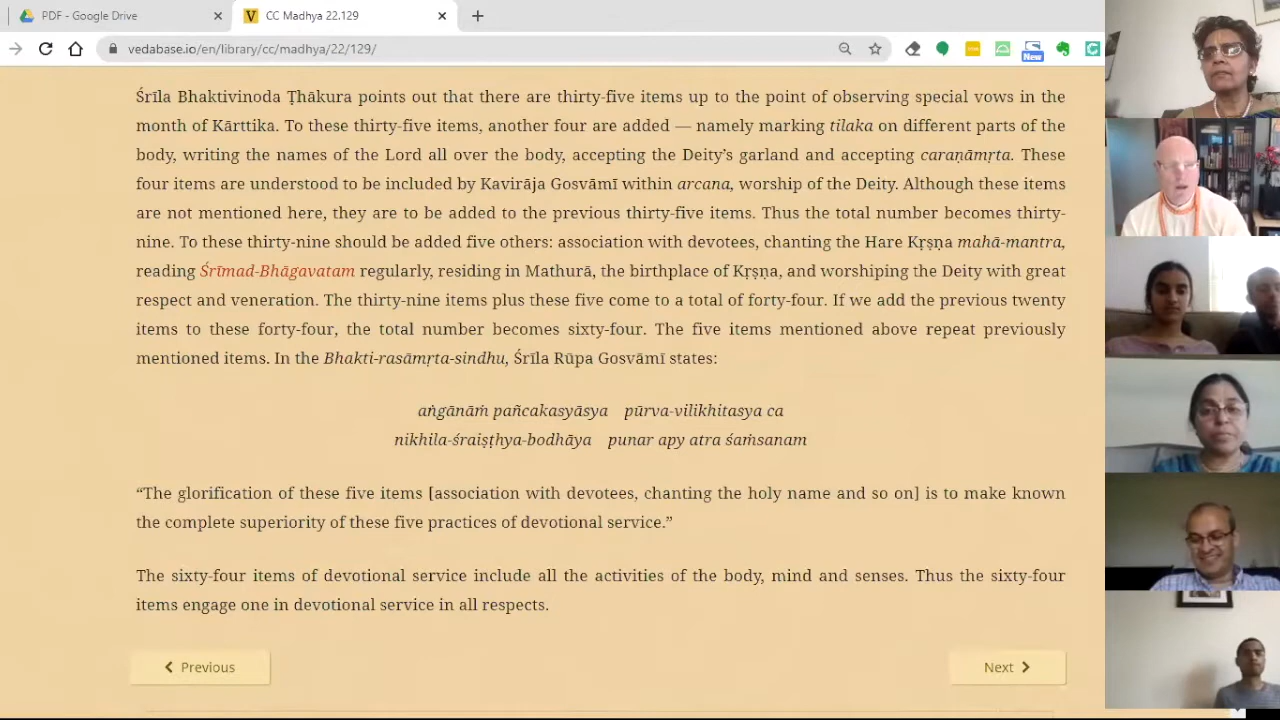 PDF - Google Drive
CC Madhya 22.129
vedabase.io/en/library/cc/madhya/22/129/
New
Śrīla Bhaktivinoda Ṭhākura points out that there are thirty-five items up to the point of observing special vows in the
month of Kārttika. To these thirty-five items, another four are added — namely marking tilaka on different parts of the
body, writing the names of the Lord all over the body, accepting the Deity’s garland and accepting caraṇāmṛta. These
four items are understood to be included by Kavirāja Gosvāmī within arcana, worship of the Deity. Although these items
are not mentioned here, they are to be added to the previous thirty-five items. Thus the total number becomes thirty-
nine. To these thirty-nine should be added five others: association with devotees, chanting the Hare Kṛṣṇa mahā-mantra,
reading Śrīmad-Bhāgavatam regularly, residing in Mathurā, the birthplace of Kṛṣṇa, and worshiping the Deity with great
respect and veneration. The thirty-nine items plus these five come to a total of forty-four. If we add the previous twenty
items to these forty-four, the total number becomes sixty-four. The five items mentioned above repeat previously
mentioned items. In the Bhakti-rasāmṛta-sindhu, Śrīla Rūpa Gosvāmī states:
aṅgānāṁ pañcakasyāsya pūrva-vilikhitasya ca
nikhila-śraiṣṭhya-bodhāya punar apy atra śaṁsanam
“The glorification of these five items [association with devotees, chanting the holy name and so on] is to make known
the complete superiority of these five practices of devotional service.”
The sixty-four items of devotional service include all the activities of the body, mind and senses. Thus the sixty-four
items engage one in devotional service in all respects.
Previous
Next